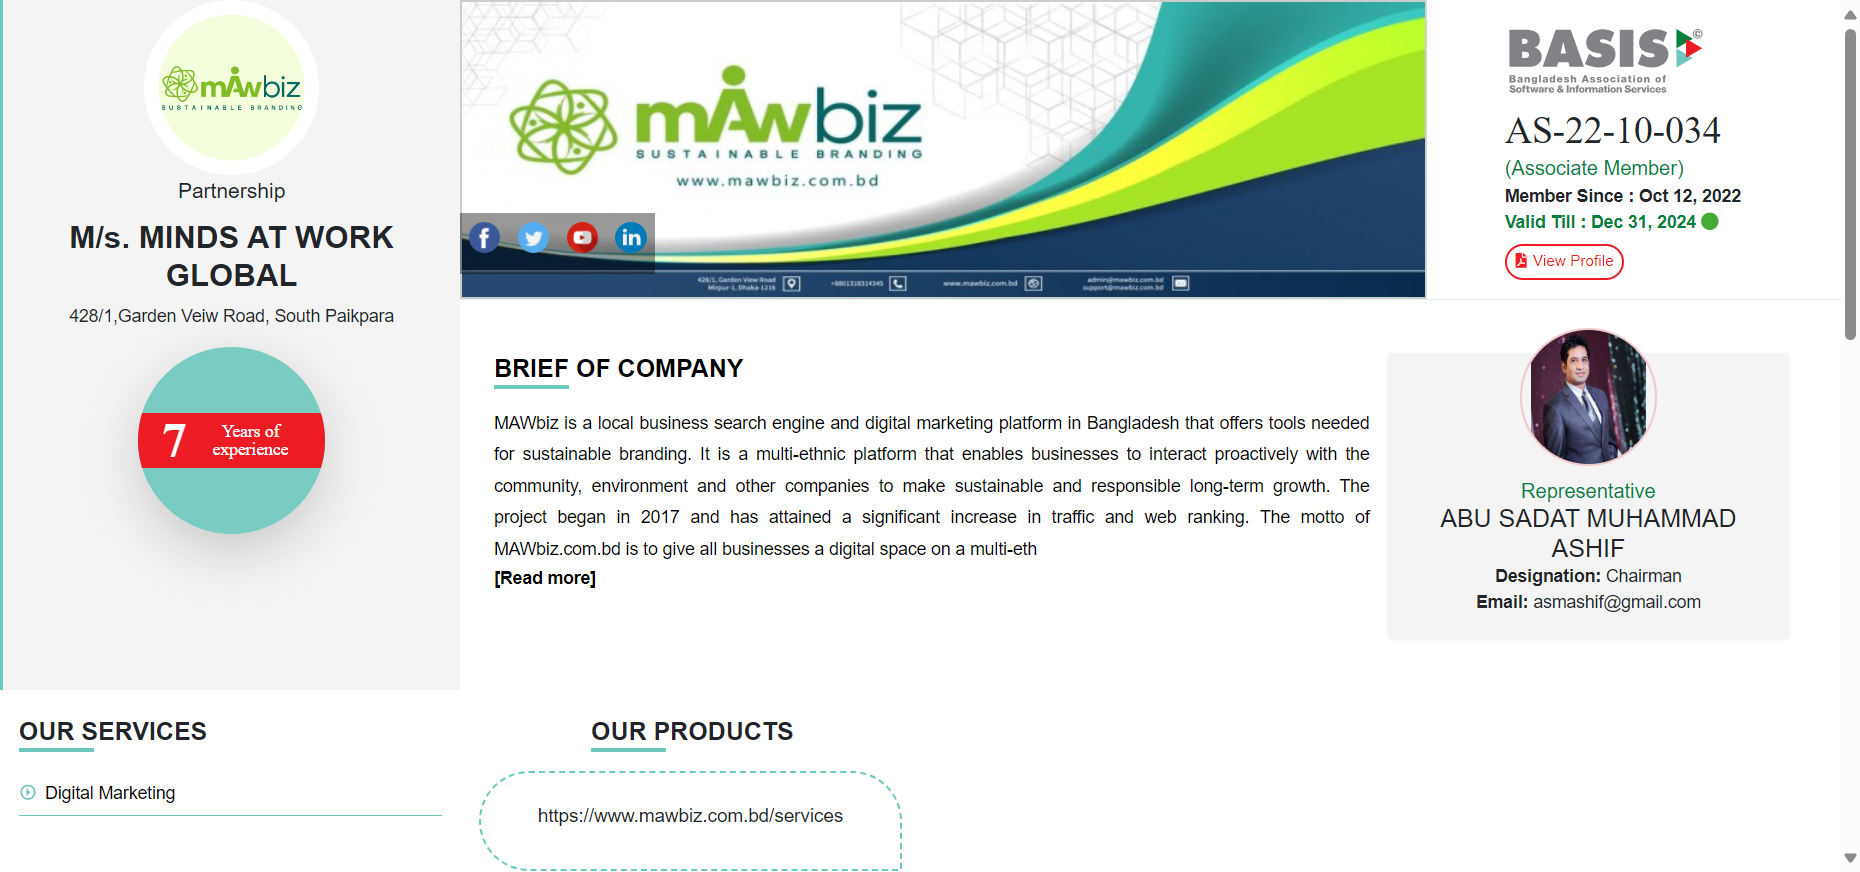 mAwbiz
SUSTAINABLE BRANDING
Partnership
M/s. MINDS AT WORK
GLOBAL
428/1,Garden Veiw Road, South Paikpara
7
Years of
experience
mAwbiz
SUSTAINABLE BRANDING
www.mawbiz.com.bd
428/1, Garden View Road
Mirpur-1, Dhaka-1216
+8801318314345
www.mawbiz.com.bd
admin@mawbiz.com.bd
support@mawbiz.com.bd
BASIS©
Bangladesh Association of
Software & Information Services
AS-22-10-034
(Associate Member)
Member Since : Oct 12, 2022
Valid Till : Dec 31, 2024
View Profile
BRIEF OF COMPANY
MAWbiz is a local business search engine and digital marketing platform in Bangladesh that offers tools needed
for sustainable branding. It is a multi-ethnic platform that enables businesses to interact proactively with the
community, environment and other companies to make sustainable and responsible long-term growth. The
project began in 2017 and has attained a significant increase in traffic and web ranking. The motto of
MAWbiz.com.bd is to give all businesses a digital space on a multi-eth
[Read more]
Representative
ABU SADAT MUHAMMAD
ASHIF
Designation: Chairman
Email: asmashif@gmail.com
OUR SERVICES
Digital Marketing
OUR PRODUCTS
https://www.mawbiz.com.bd/services